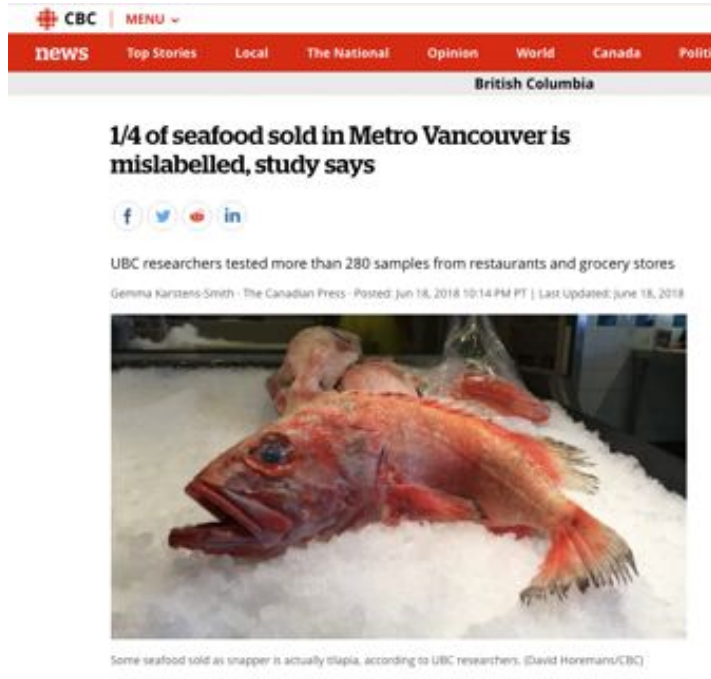 CBC MENU
news Top Stories Local The National Opinion World Canada Politi
British Columbia
1/4 of seafood sold in Metro Vancouver is
mislabelled, study says
f in
UBC researchers tested more than 280 samples from restaurants and grocery stores
Gemma Karstens-Smith · The Canadian Press · Posted: Jun 18, 2018 10:14 PM PT | Last Updated: June 18, 2018
Some seafood sold as snapper is actually tilapia, according to UBC researchers. (David Horemans/CBC)